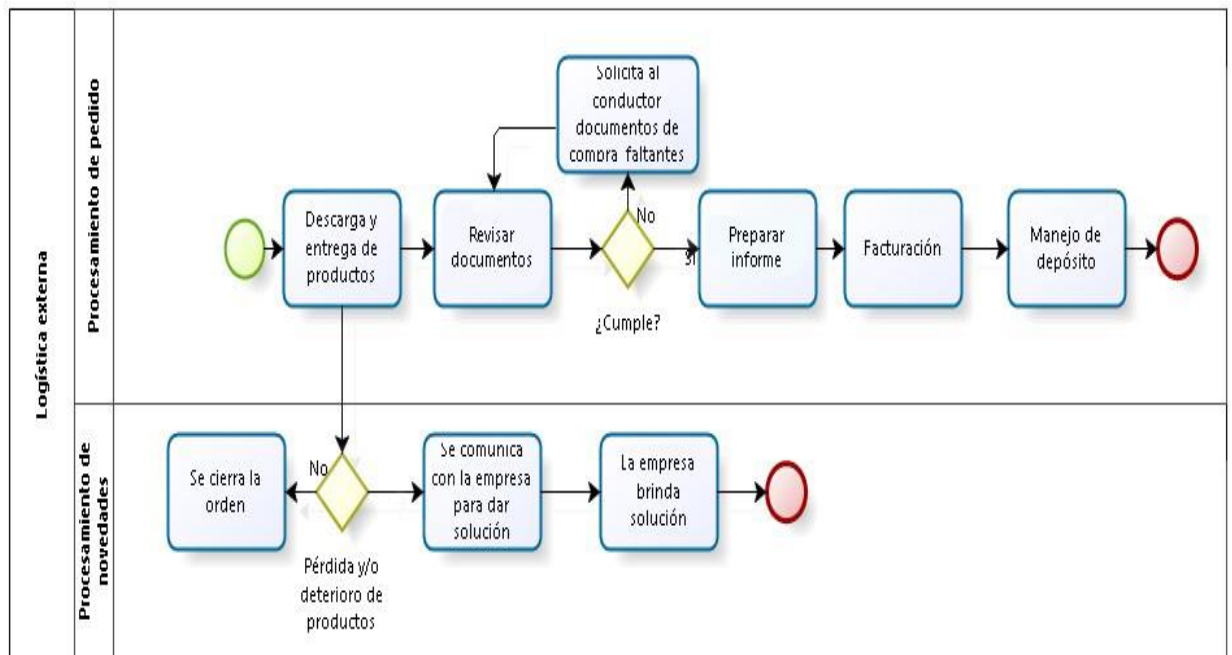 Logística externa
Procesamiento de pedido
Solicita al
conductor
documentos de
compra faltantes
Descarga y
entrega de
productos
Revisar
documentos
No
Si
¿Cumple?
Preparar
informe
Facturación
Manejo de
depósito
Procesamiento de
novedades
Se cierra la
orden
No
Pérdida y/o
deterioro de
productos
Se comunica
con la empresa
para dar
solución
La empresa
brinda
solución